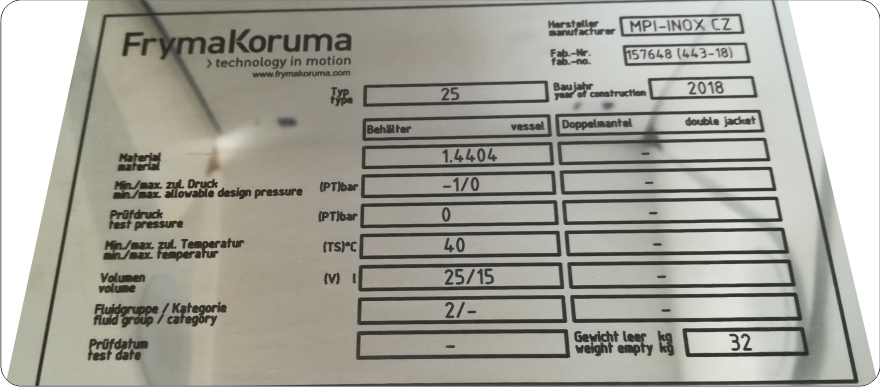 FrymaKoruma
› technology in motion
www.frymakoruma.com
Hersteller
manufacturer
MPI-INOX CZ
Fab.-Nr.
fab.-no.
157648 (443-18)
Typ
type
25
Baujahr
year of construction
2018
Behälter vessel
Doppelmantel double jacket
Material
material
1.4404 -
Min./max. zul. Druck
min./max. allowable design pressure
(PT)bar -1/0 -
Prüfdruck
test pressure
(PT)bar 0 -
Min./max. zul. Temperatur
min./max. temperatur
(TS)°C 40 -
Volumen
volume
(V) l 25/15 -
Fluidgruppe / Kategorie
fluid group / category
2/- -
Prüfdatum
test date
-
Gewicht leer kg
weight empty kg
32